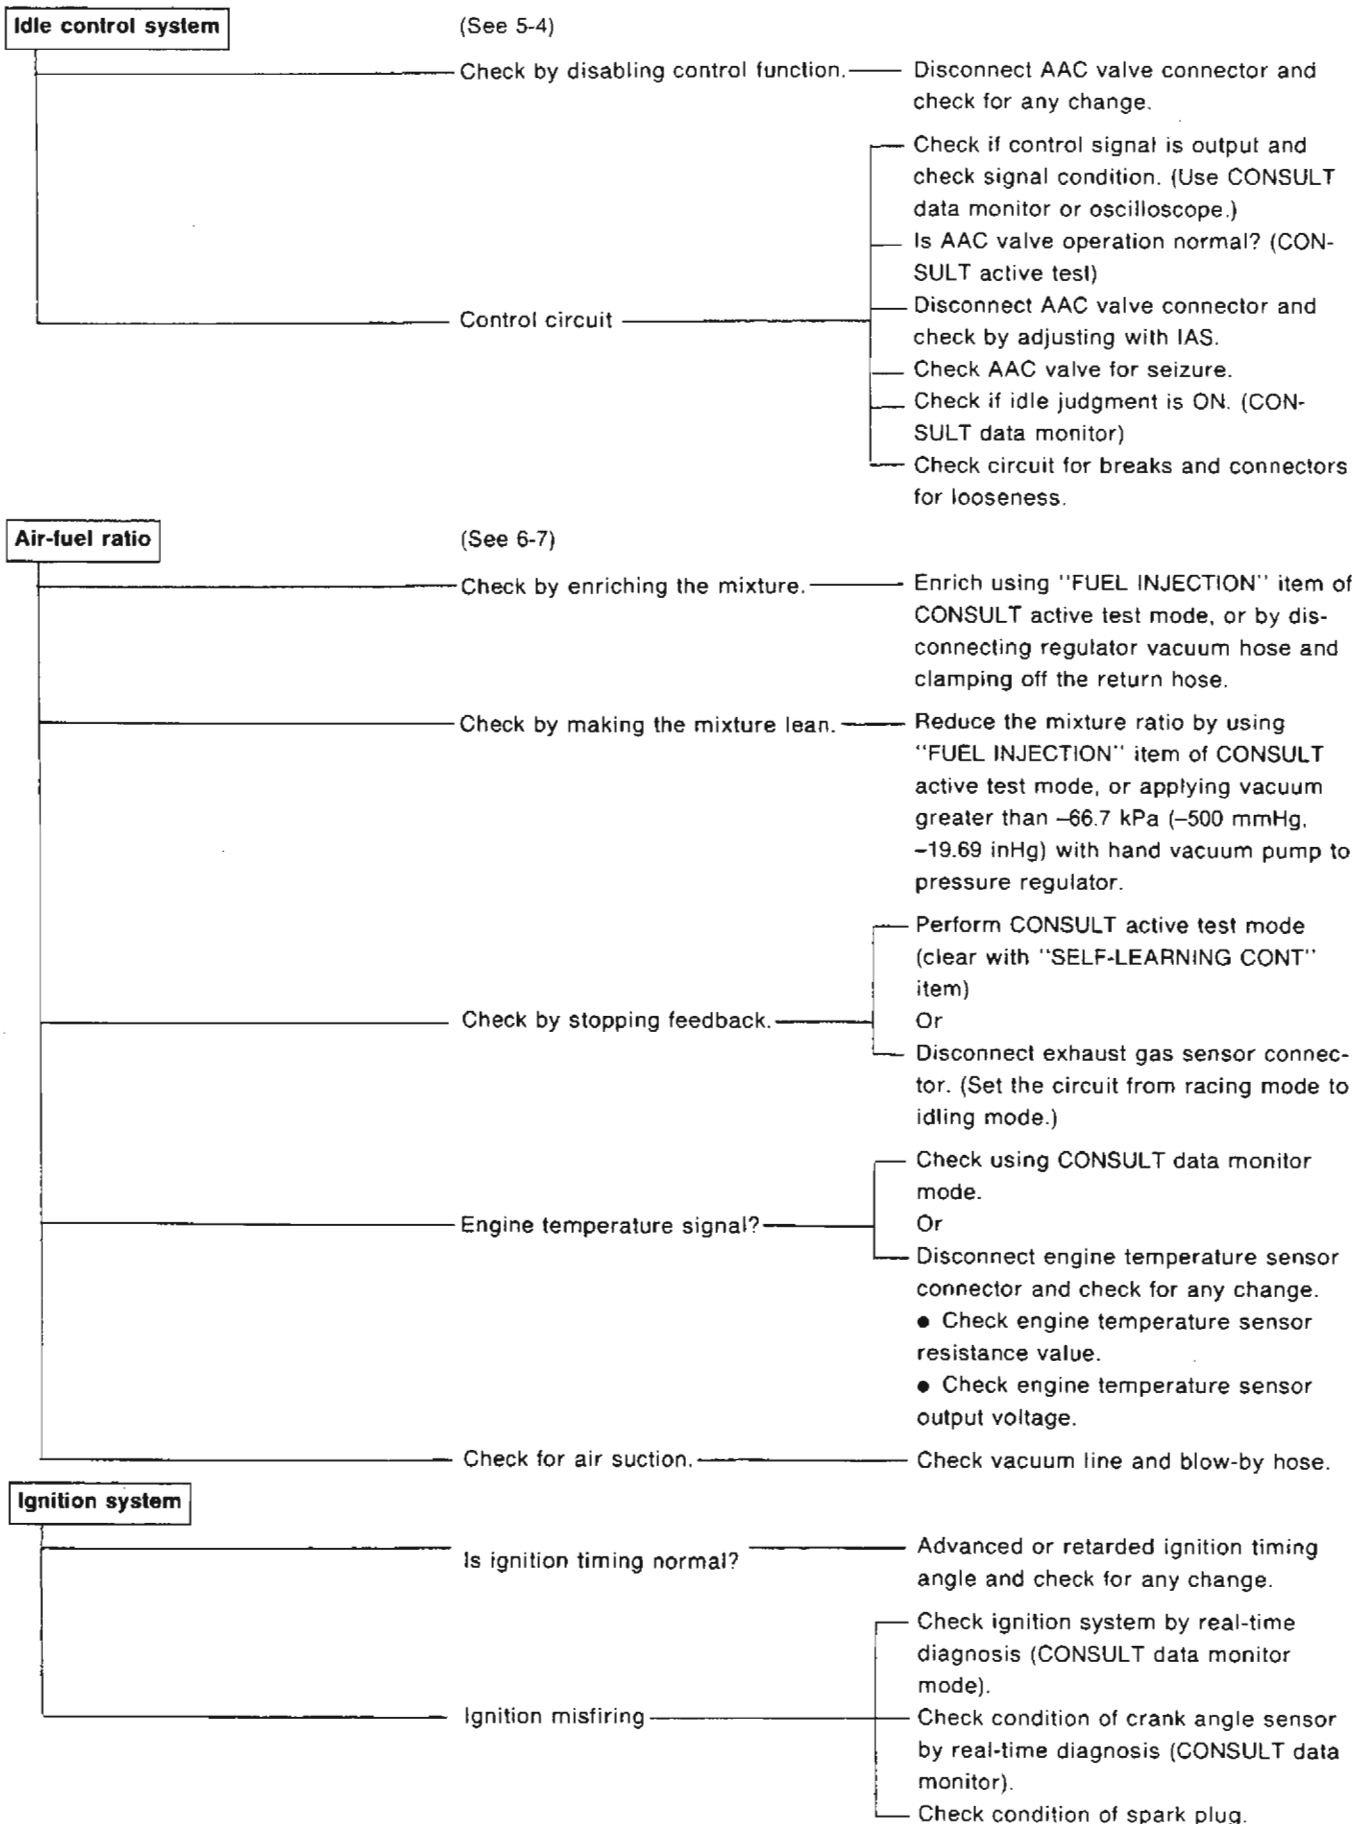 Idle control system
(See 5-4)
Check by disabling control function.
Disconnect AAC valve connector and
check for any change.
Control circuit
Check if control signal is output and
check signal condition. (Use CONSULT
data monitor or oscilloscope.)
Is AAC valve operation normal? (CON-
SULT active test)
Disconnect AAC valve connector and
check by adjusting with IAS.
Check AAC valve for seizure.
Check if idle judgment is ON. (CON-
SULT data monitor)
Check circuit for breaks and connectors
for looseness.
Air-fuel ratio
(See 6-7)
Check by enriching the mixture.
Enrich using "FUEL INJECTION" item of
CONSULT active test mode, or by dis-
connecting regulator vacuum hose and
clamping off the return hose.
Check by making the mixture lean.
Reduce the mixture ratio by using
"FUEL INJECTION" item of CONSULT
active test mode, or applying vacuum
greater than –66.7 kPa (–500 mmHg,
–19.69 inHg) with hand vacuum pump to
pressure regulator.
Check by stopping feedback.
Perform CONSULT active test mode
(clear with "SELF-LEARNING CONT"
item)
Or
Disconnect exhaust gas sensor connec-
tor. (Set the circuit from racing mode to
idling mode.)
Engine temperature signal?
Check using CONSULT data monitor
mode.
Or
Disconnect engine temperature sensor
connector and check for any change.
● Check engine temperature sensor
resistance value.
● Check engine temperature sensor
output voltage.
Check for air suction.
Check vacuum line and blow-by hose.
Ignition system
Is ignition timing normal?
Advanced or retarded ignition timing
angle and check for any change.
Ignition misfiring
Check ignition system by real-time
diagnosis (CONSULT data monitor
mode).
Check condition of crank angle sensor
by real-time diagnosis (CONSULT data
monitor).
Check condition of spark plug.